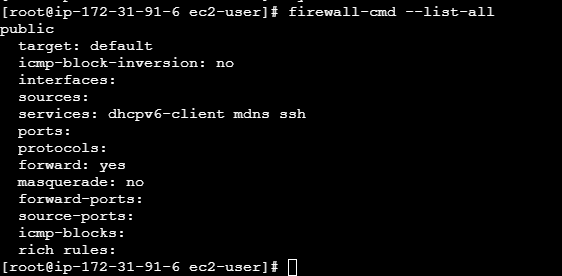 [root@ip-172-31-91-6 ec2-user]# firewall-cmd --list-all
public
  target: default
  icmp-block-inversion: no
  interfaces:
  sources:
  services: dhcpv6-client mdns ssh
  ports:
  protocols:
  forward: yes
  masquerade: no
  forward-ports:
  source-ports:
  icmp-blocks:
  rich rules:
[root@ip-172-31-91-6 ec2-user]#